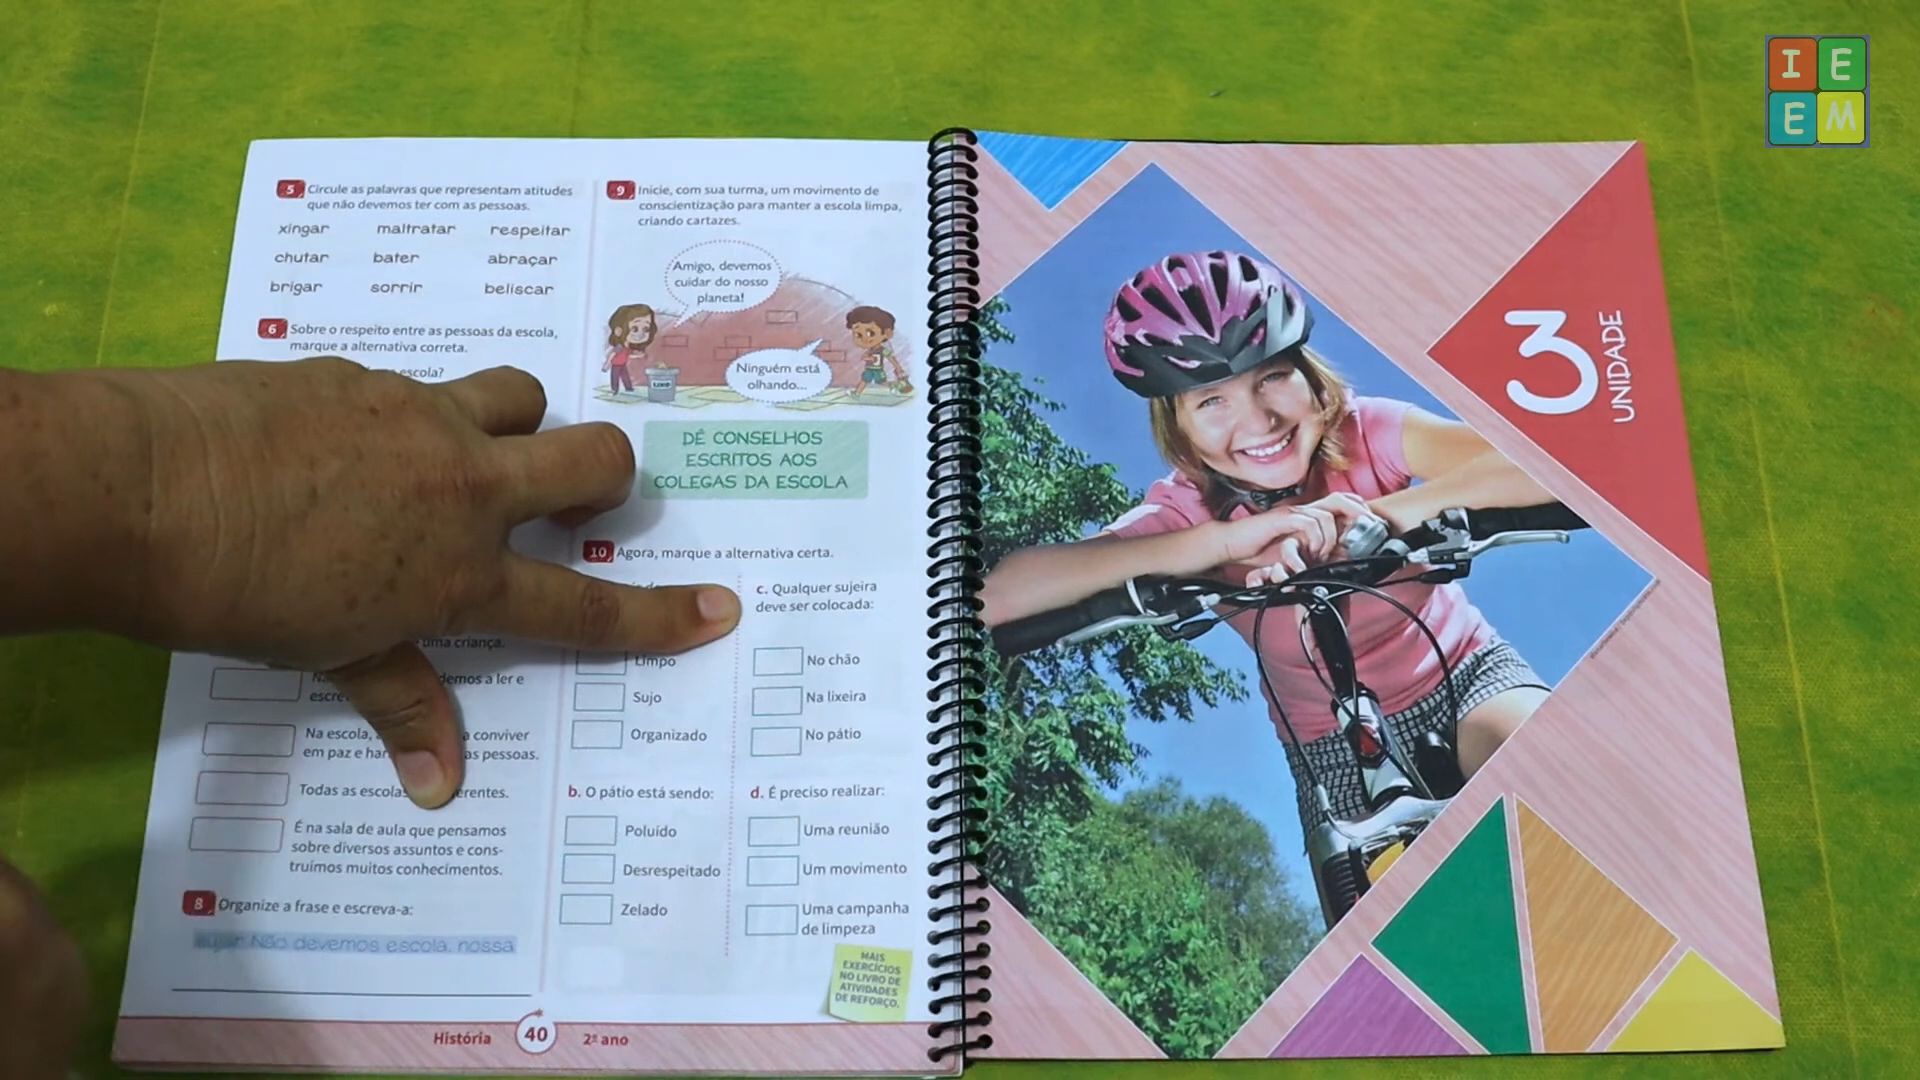 5 Circule as palavras que representam atitudes
que não devemos ter com as pessoas.
xingar maltratar respeitar
chutar bater abraçar
brigar sorrir beliscar
6 Sobre o respeito entre as pessoas da escola,
marque a alternativa correta.
escola?
uma criança.
demos a ler e
Na escola, a conviver
em paz e as pessoas.
Todas as escolas
É na sala de aula que pensamos
sobre diversos assuntos e cons-
truímos muitos conhecimentos.
8 Organize a frase e escreva-a:
sujar Não devemos escola. nossa
9 Inicie, com sua turma, um movimento de
conscientização para manter a escola limpa,
criando cartazes.
Amigo, devemos
cuidar do nosso
planeta!
Ninguém está
olhando...
LIXO
DÊ CONSELHOS
ESCRITOS AOS
COLEGAS DA ESCOLA
10 Agora, marque a alternativa certa.
Limpo
Sujo
Organizado
b. O pátio está sendo:
Poluído
Desrespeitado
Zelado
c. Qualquer sujeira
deve ser colocada:
No chão
Na lixeira
No pátio
d. É preciso realizar:
Uma reunião
Um movimento
Uma campanha
de limpeza
MAIS
EXERCÍCIOS
NO LIVRO DE
ATIVIDADES
DE REFORÇO.
História 40 2º ano
3
UNIDADE
I E
E M